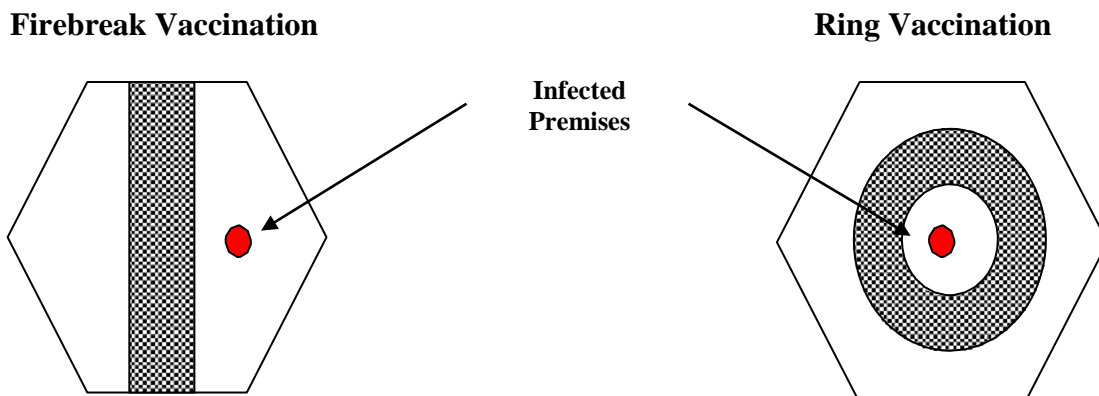 Firebreak Vaccination
Ring Vaccination
Infected
Premises